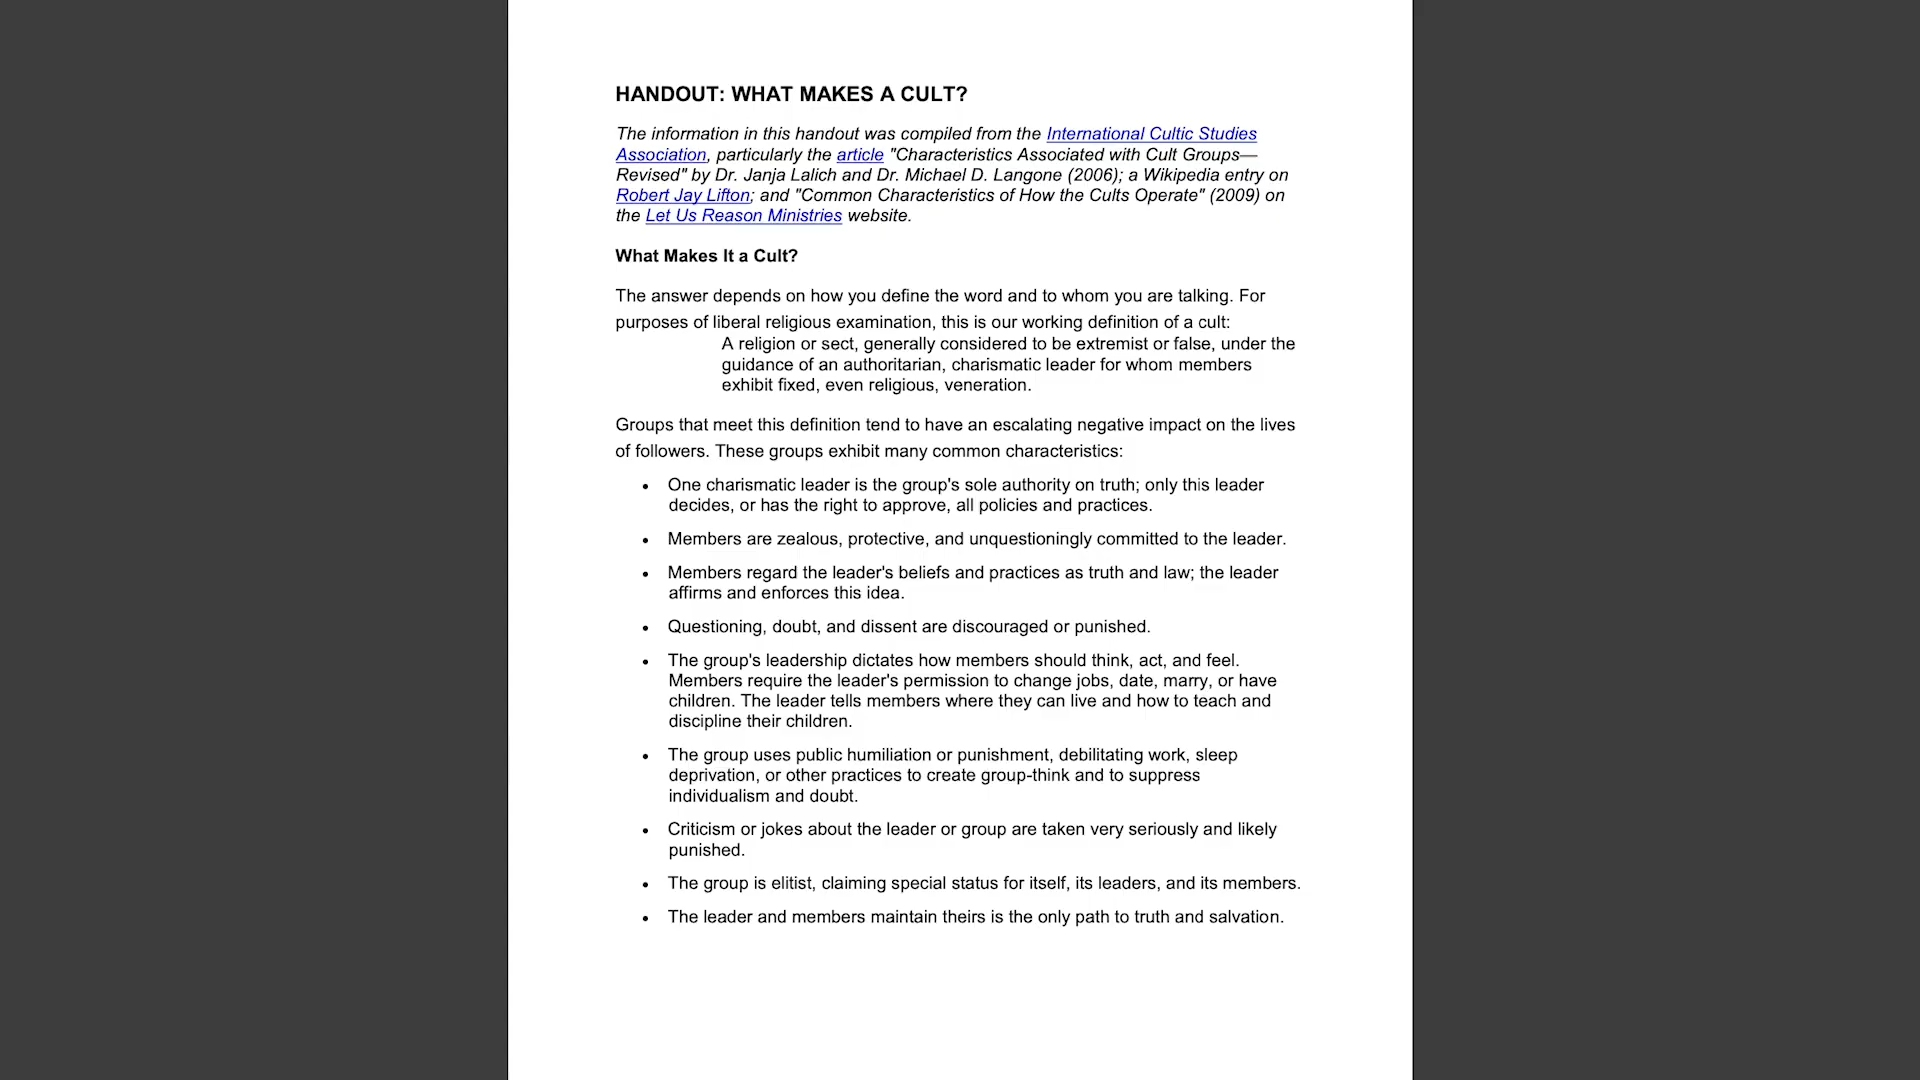 HANDOUT: WHAT MAKES A CULT?
The information in this handout was compiled from the International Cultic Studies
Association, particularly the article "Characteristics Associated with Cult Groups—
Revised" by Dr. Janja Lalich and Dr. Michael D. Langone (2006); a Wikipedia entry on
Robert Jay Lifton; and "Common Characteristics of How the Cults Operate" (2009) on
the Let Us Reason Ministries website.
What Makes It a Cult?
The answer depends on how you define the word and to whom you are talking. For
purposes of liberal religious examination, this is our working definition of a cult:
A religion or sect, generally considered to be extremist or false, under the
guidance of an authoritarian, charismatic leader for whom members
exhibit fixed, even religious, veneration.
Groups that meet this definition tend to have an escalating negative impact on the lives
of followers. These groups exhibit many common characteristics:
• One charismatic leader is the group's sole authority on truth; only this leader
decides, or has the right to approve, all policies and practices.
• Members are zealous, protective, and unquestioningly committed to the leader.
• Members regard the leader's beliefs and practices as truth and law; the leader
affirms and enforces this idea.
• Questioning, doubt, and dissent are discouraged or punished.
• The group's leadership dictates how members should think, act, and feel.
Members require the leader's permission to change jobs, date, marry, or have
children. The leader tells members where they can live and how to teach and
discipline their children.
• The group uses public humiliation or punishment, debilitating work, sleep
deprivation, or other practices to create group-think and to suppress
individualism and doubt.
• Criticism or jokes about the leader or group are taken very seriously and likely
punished.
• The group is elitist, claiming special status for itself, its leaders, and its members.
• The leader and members maintain theirs is the only path to truth and salvation.